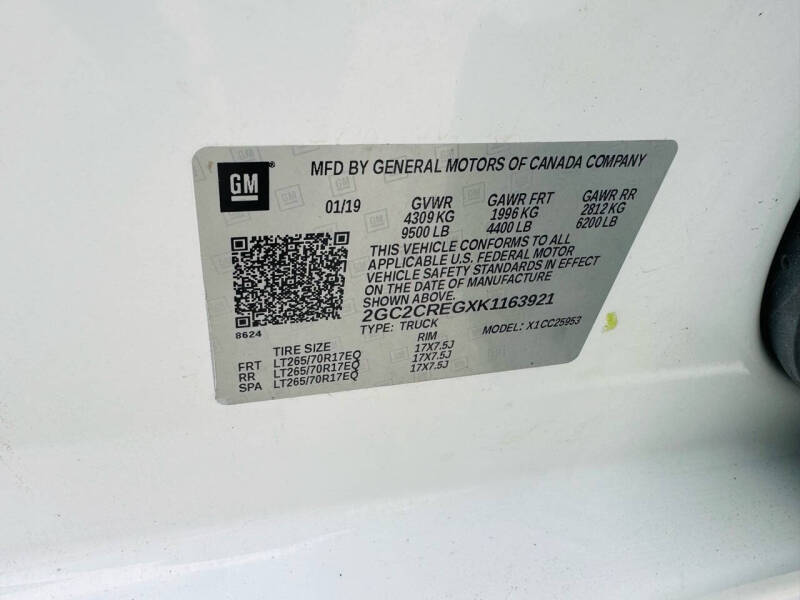 GM
MFD BY GENERAL MOTORS OF CANADA COMPANY
01/19 GVWR GAWR FRT GAWR RR
4309 KG 1996 KG 2812 KG
9500 LB 4400 LB 6200 LB
THIS VEHICLE CONFORMS TO ALL
APPLICABLE U.S. FEDERAL MOTOR
VEHICLE SAFETY STANDARDS IN EFFECT
ON THE DATE OF MANUFACTURE
SHOWN ABOVE.
2GC2CREGXK1163921
8624
TYPE: TRUCK MODEL: X1CC25953
TIRE SIZE RIM
FRT LT265/70R17EQ 17X7.5J
RR LT265/70R17EQ 17X7.5J
SPA LT265/70R17EQ 17X7.5J